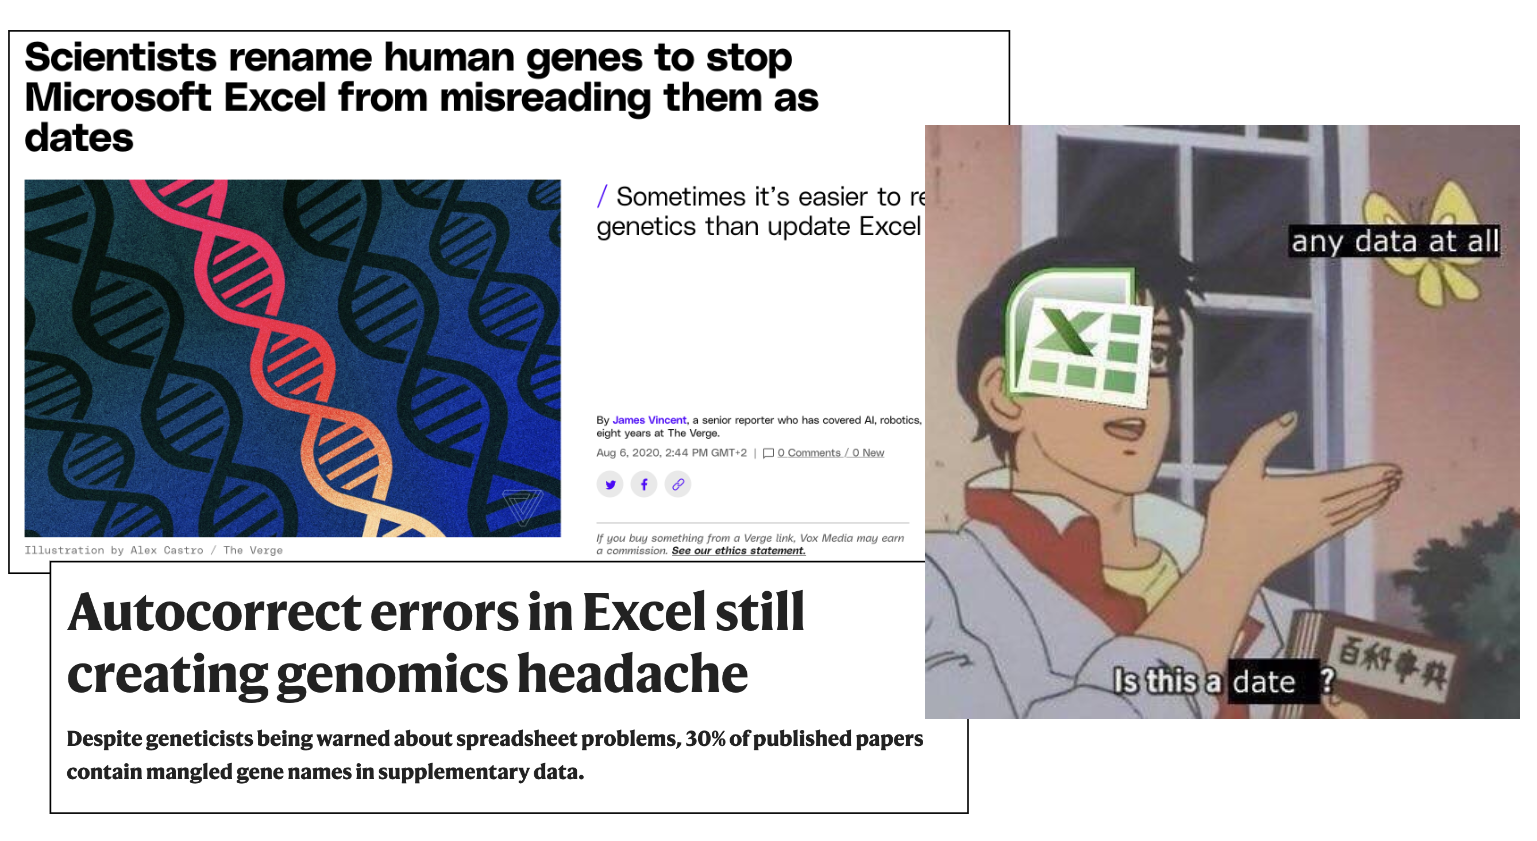 Scientists rename human genes to stop
Microsoft Excel from misreading them as
dates
/ Sometimes it’s easier to re
genetics than update Excel
By James Vincent, a senior reporter who has covered AI, robotics,
eight years at The Verge.
Aug 6, 2020, 2:44 PM GMT+2 | 0 Comments / 0 New
If you buy something from a Verge link, Vox Media may earn
a commission. See our ethics statement.
Illustration by Alex Castro / The Verge
Autocorrect errors in Excel still
creating genomics headache
Despite geneticists being warned about spreadsheet problems, 30% of published papers
contain mangled gene names in supplementary data.
any data at all
百科事典
Is this a date ?